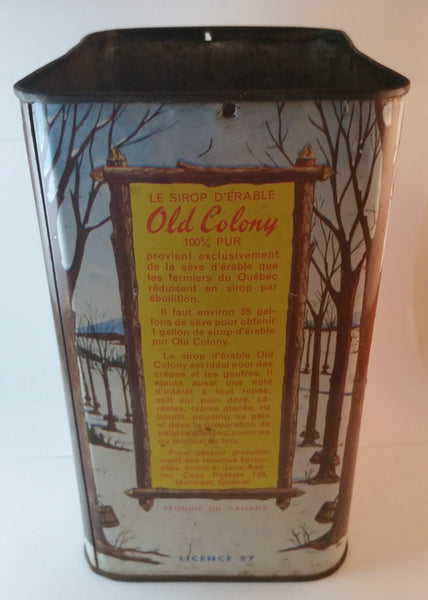 LE SIROP D'ÉRABLE
Old Colony
100% PUR
provient exclusivement
de la sève d'érable que
les fermiers du Québec
réduisent en sirop par
ébullition.
Il faut environ 35 gal-
lons de sève pour obtenir
1 gallon de sirop d'érable
pur Old Colony.
Le sirop d'érable Old
Colony est idéal pour des
crêpes et les gaufres. Il
ajoute aussi une note
d'intérêt à tout repas;
soit sur pain doré, cé-
réales, crème glacée, riz
bouilli, pouding au pain
et dans la préparation de
patates sucrées, pommes
ou jambon au four.
Pour obtenir gratuite-
ment des recettes éprou-
vées, écrire à: Jane Ash-
ley, Case Postale 129,
Montréal, Québec.
PRODUIT DU CANADA
LICENCE 27